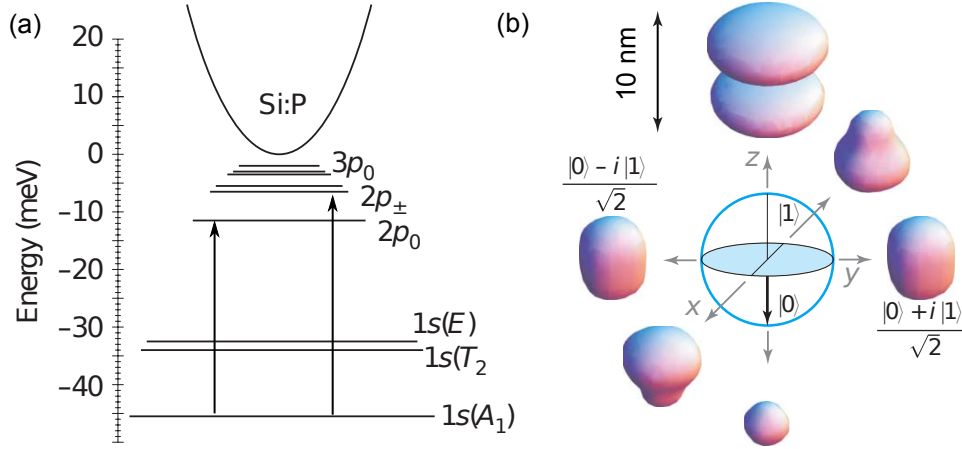 (a)
20
10
0
–10
–20
–30
–40
Energy (meV)
Si:P
3p₀
2p±
2p₀
1s(E)
1s(T₂
1s(A₁)
(b)
10 nm
z
|0⟩ – i |1⟩
√2
|1⟩
y
x
|0⟩
|0⟩ + i |1⟩
√2